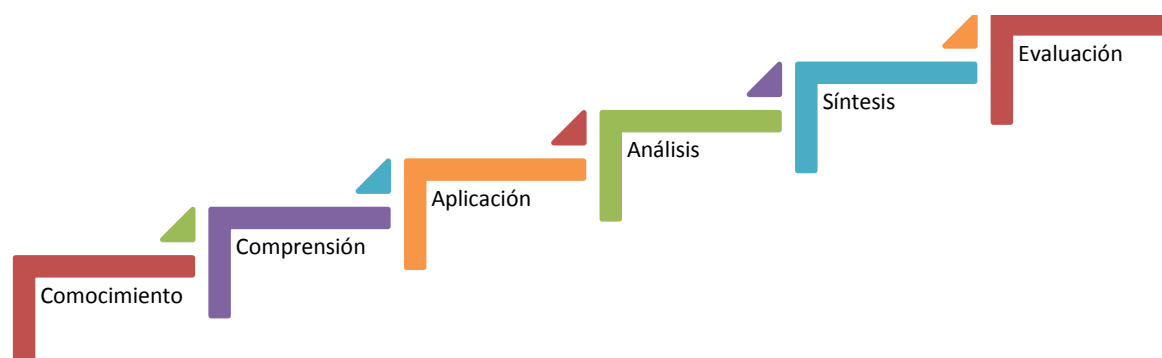 Comocimiento
Comprensión
Aplicación
Análisis
Síntesis
Evaluación